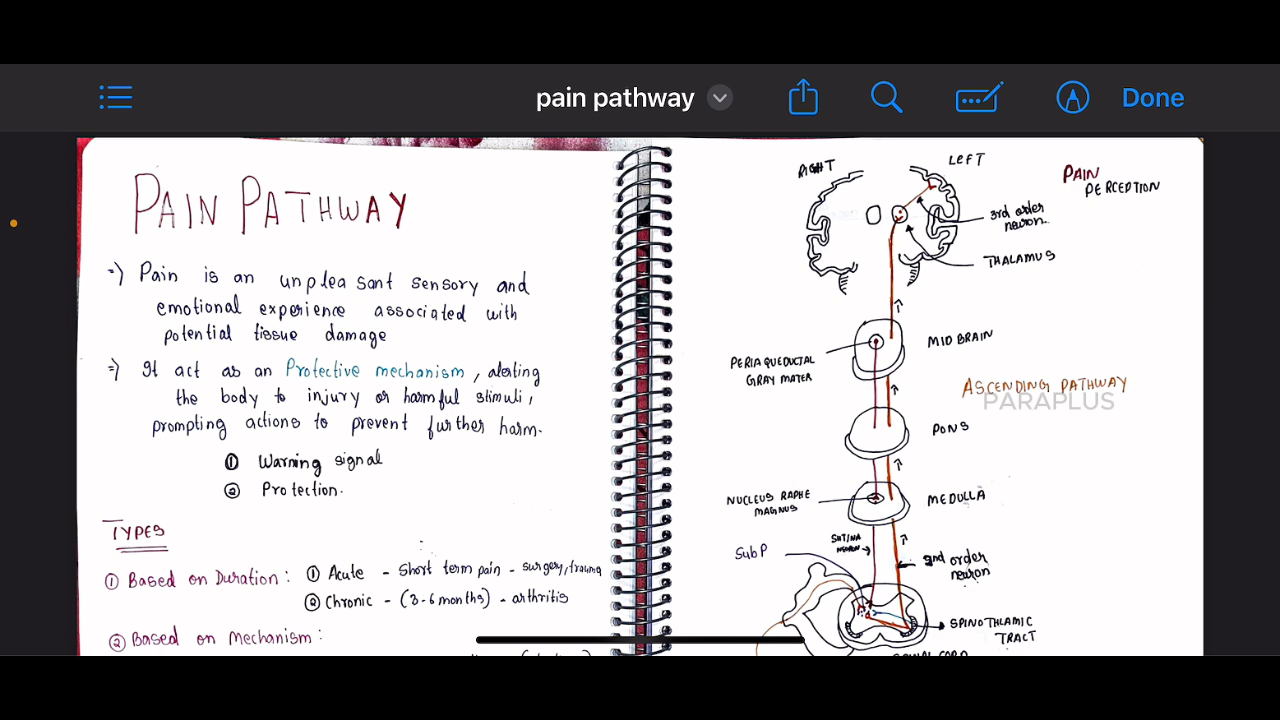 pain pathway
Done
PAIN PATHWAY
=) Pain is an unpleasant sensory and
emotional experience associated with
potential tissue damage
=) It act as an Protective mechanism, alerting
the body to injury or harmful stimuli,
prompting actions to prevent further harm.
① Warning signal
② Protection.
TYPES
① Based on Duration: ① Acute - Short term pain - surgery, trauma
② Chronic - (3-6 months) - arthritis
② Based on Mechanism:
RIGHT
LEFT
PAIN
PERCEPTION
3rd order
neuron.
THALAMUS
MIDBRAIN
PERIAQUEDUCTAL
GRAY MATER
ASCENDING PATHWAY
PARAPLUS
PONS
NUCLEUS RAPHE
MAGNUS
MEDULLA
NEURON
SubP
2nd order
neuron
SPINOTHLAMIC
TRACT